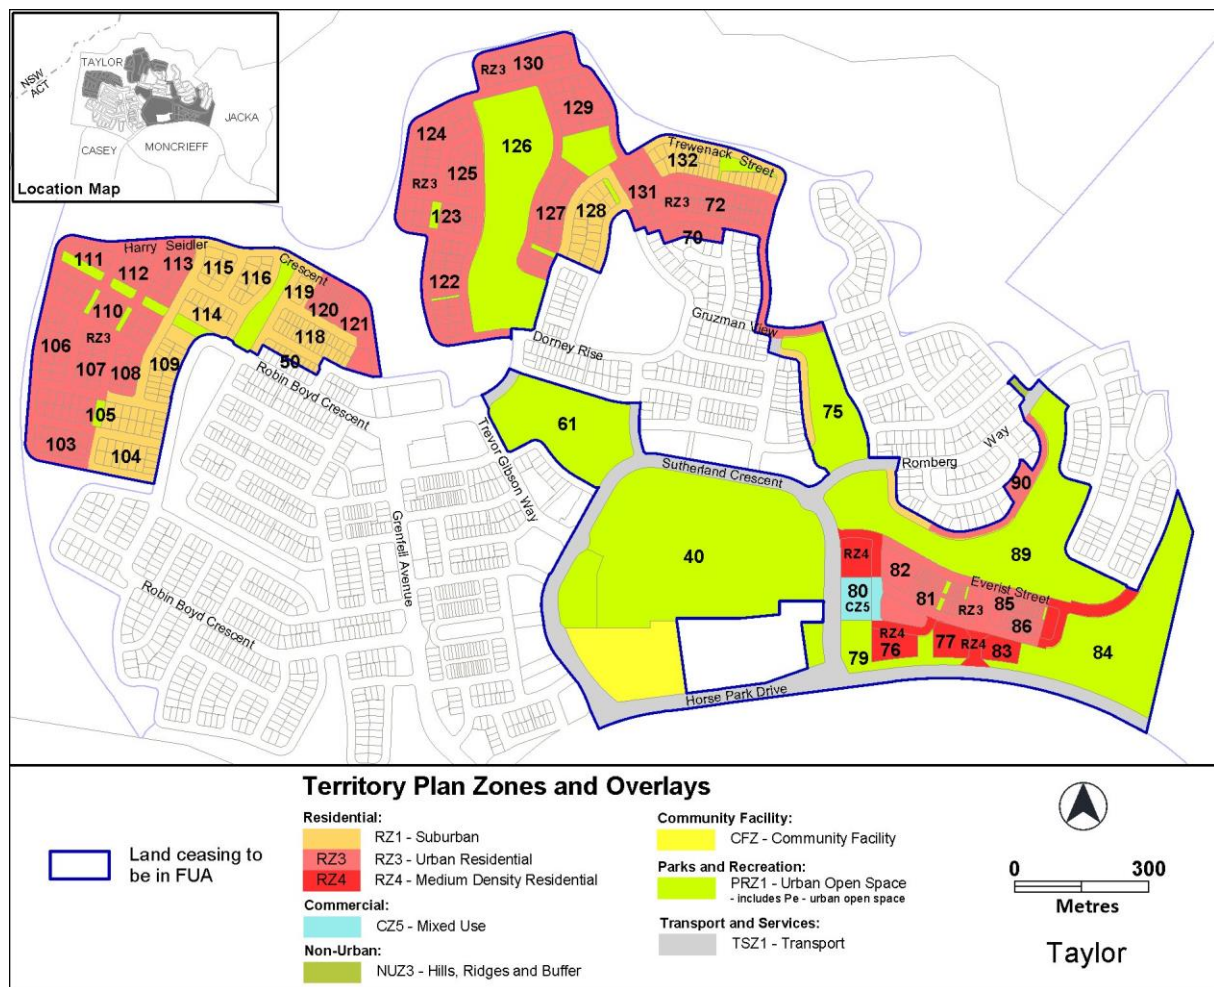 NSW
ACT
TAYLOR
JACKA
CASEY
MONCRIEFF
Location Map
RZ3 130
129
124
126
125
RZ3
123
122
127
128
Trewenack Street
132
131
RZ3 72
70
Harry Seidler Crescent
111
112
113
115
116
119
120
121
118
114
110
RZ3
106
107
108
109
105
103
104
50
Robin Boyd Crescent
Dorney Rise
Gruzman View
75
61
Trevor Gibson Way
Sutherland Crescent
Romberg Way
90
Grenfell Avenue
40
89
RZ4
82
80
CZ5
81
Everist Street
85
RZ3
86
RZ4
76
77 RZ4 83
79
84
Robin Boyd Crescent
Horse Park Drive
Territory Plan Zones and Overlays
Land ceasing to
be in FUA
Residential:
RZ1 - Suburban
RZ3 RZ3 - Urban Residential
RZ4 RZ4 - Medium Density Residential
Commercial:
CZ5 - Mixed Use
Non-Urban:
NUZ3 - Hills, Ridges and Buffer
Community Facility:
CFZ - Community Facility
Parks and Recreation:
PRZ1 - Urban Open Space
- includes Pe - urban open space
Transport and Services:
TSZ1 - Transport
0 300
Metres
Taylor